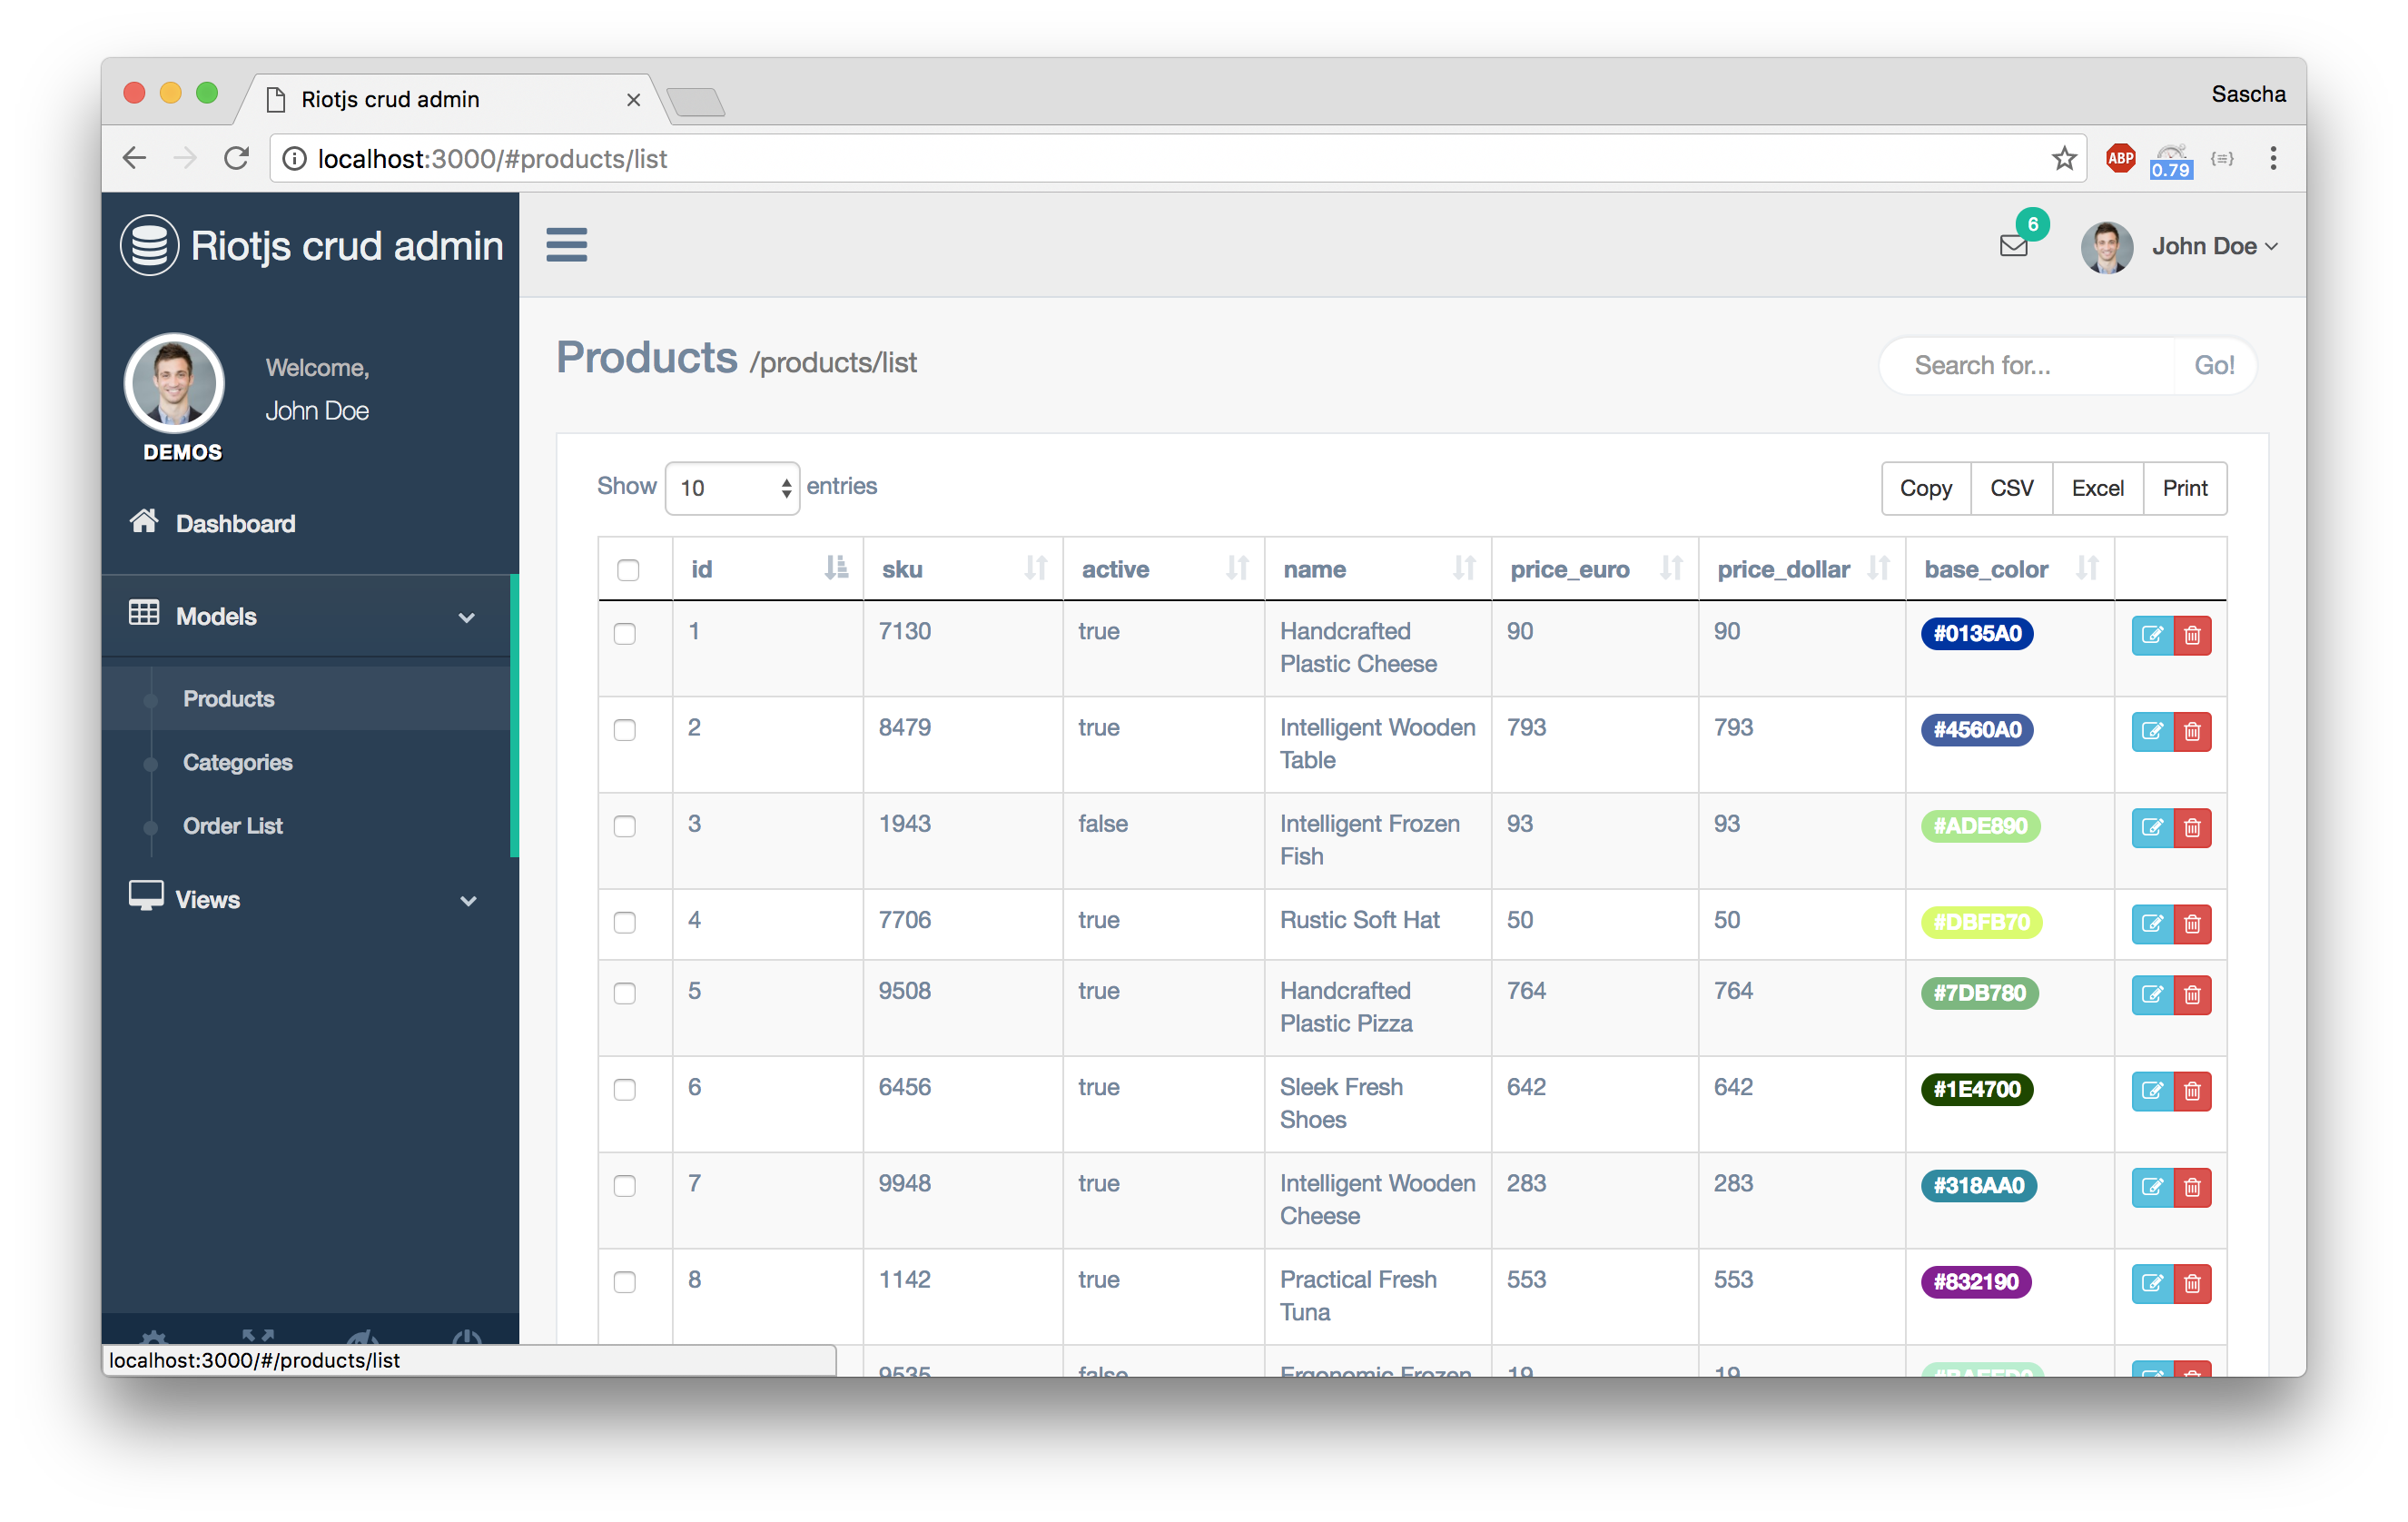 Riotjs crud admin
Sascha
localhost:3000/#products/list
ABP
0.79
Riotjs crud admin
6
John Doe
Welcome,
John Doe
DEMOS
Products /products/list
Search for...
Go!
Dashboard
Models
Products
Categories
Order List
Views
Show 10 entries
Copy CSV Excel Print
id sku active name price_euro price_dollar base_color
1 7130 true Handcrafted Plastic Cheese 90 90 #0135A0
2 8479 true Intelligent Wooden Table 793 793 #4560A0
3 1943 false Intelligent Frozen Fish 93 93 #ADE890
4 7706 true Rustic Soft Hat 50 50 #DBFB70
5 9508 true Handcrafted Plastic Pizza 764 764 #7DB780
6 6456 true Sleek Fresh Shoes 642 642 #1E4700
7 9948 true Intelligent Wooden Cheese 283 283 #318AA0
8 1142 true Practical Fresh Tuna 553 553 #832190
9535 false Ergonomic Frozen 19 19
localhost:3000/#/products/list